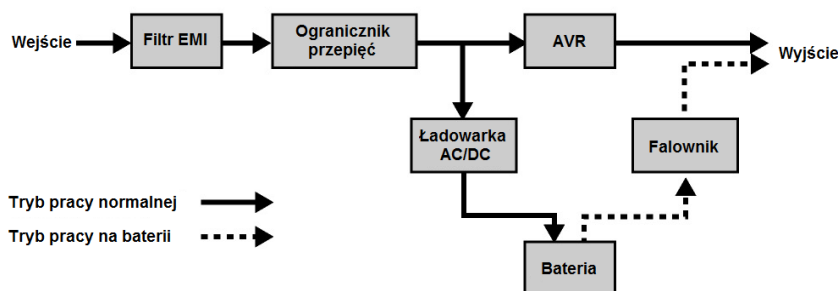 Wejście
Filtr EMI
Ogranicznik
przepięć
AVR
Wyjście
Ładowarka
AC/DC
Falownik
Tryb pracy normalnej
Tryb pracy na baterii
Bateria